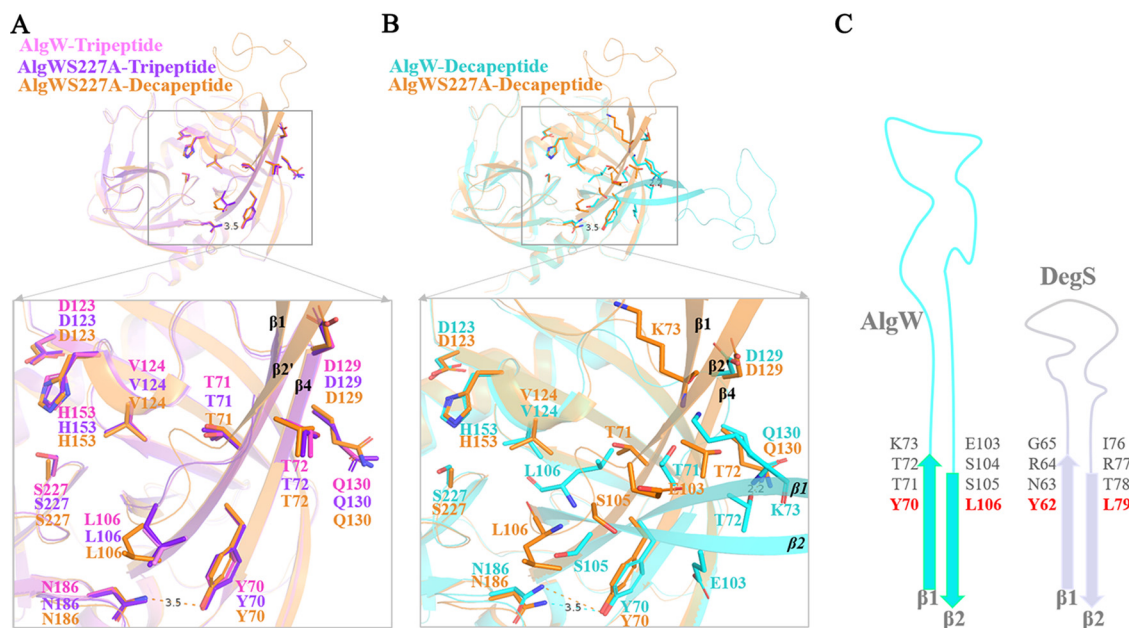 A
AlgW-Tripeptide
AlgWS227A-Tripeptide
AlgWS227A-Decapeptide
3.5
D123
D123
D123
β1
V124
V124
V124
β2'
β4
D129
D129
D129
T71
T71
T71
H153
H153
H153
T72
T72
T72
S227
S227
S227
Q130
Q130
Q130
L106
L106
L106
N186
N186
N186
3.5
Y70
Y70
Y70
B
AlgW-Decapeptide
AlgWS227A-Decapeptide
2.2
3.5
K73
β1
D123
D123
β2'
D129
D129
β4
V124
V124
H153
H153
T71
Q130
Q130
L106
T71
T72
E103
S105
2.2
β1
K73
T72
S227
S227
L106
β2
S105
E103
N186
N186
3.5
Y70
Y70
C
AlgW
DegS
K73 E103
T72 S104
T71 S105
Y70 L106
β1
β2
G65 I76
R64 R77
N63 T78
Y62 L79
β1
β2